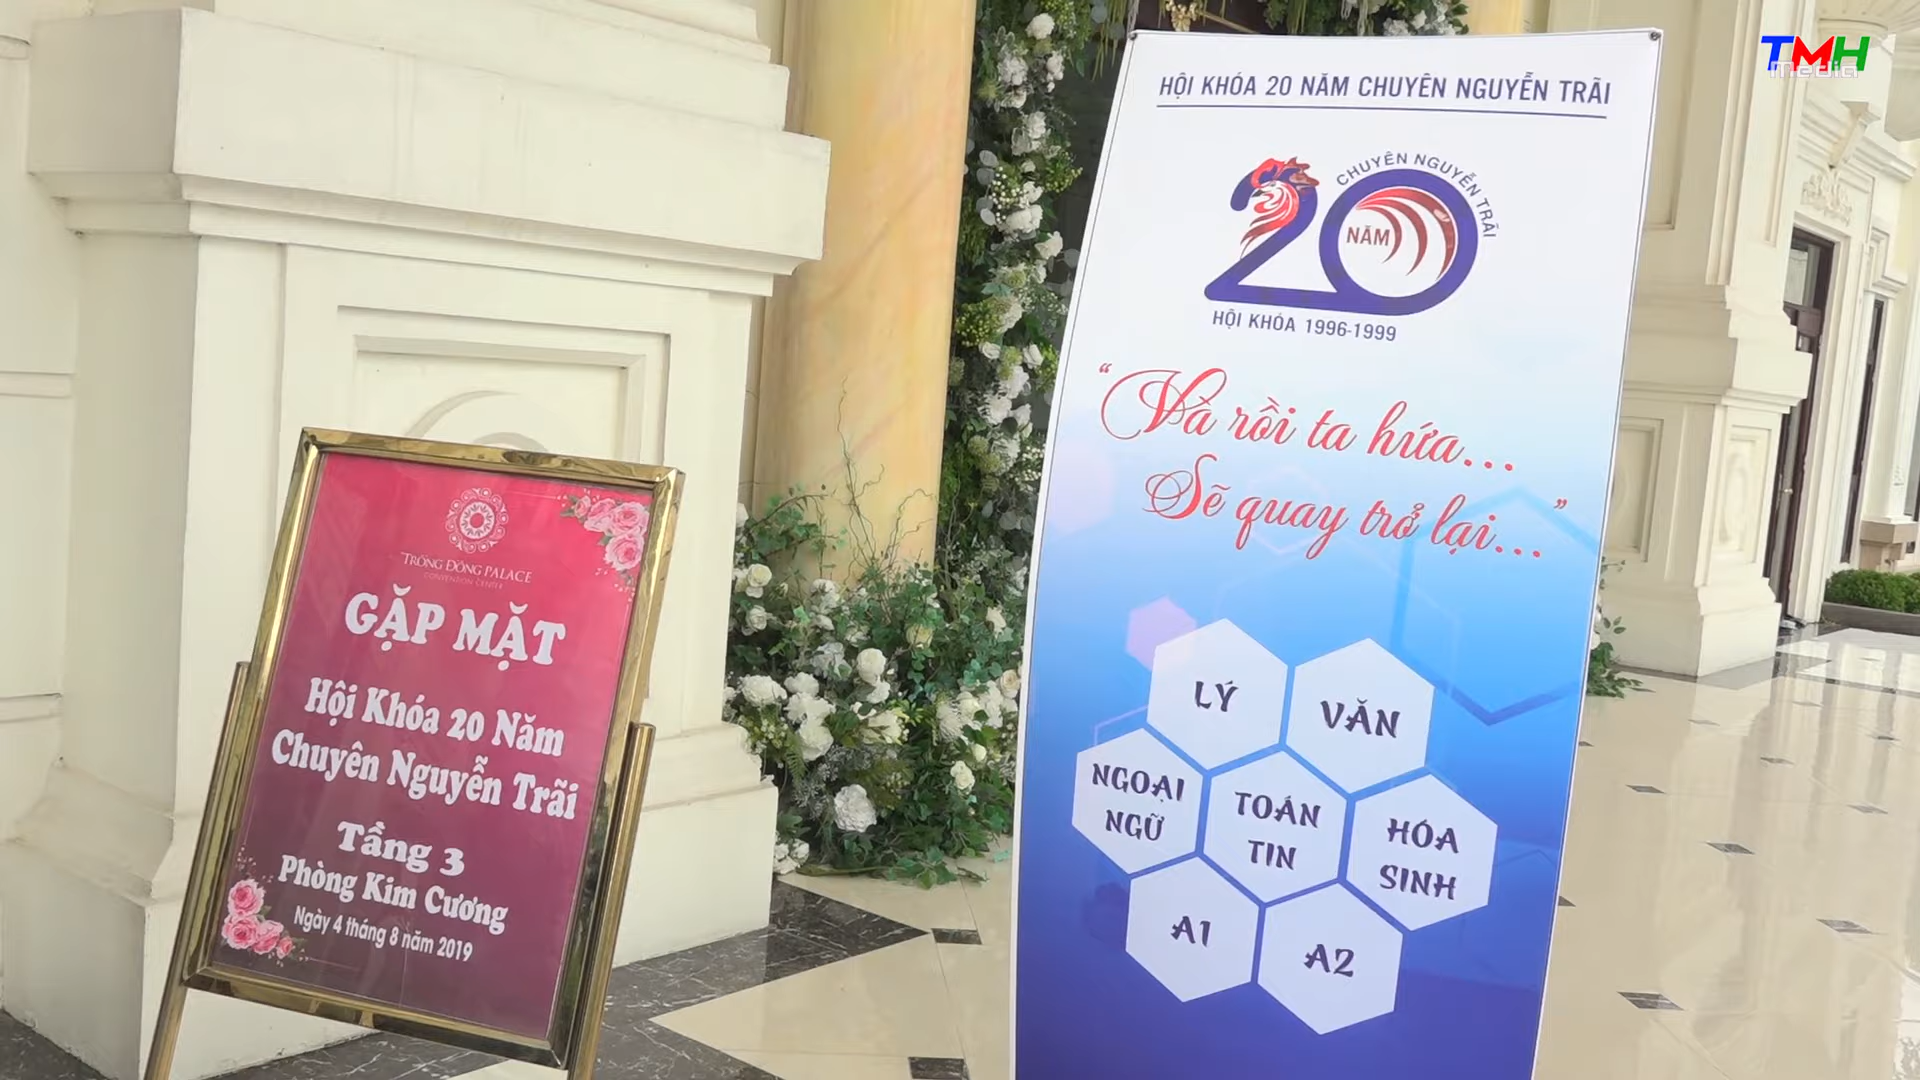 TMH
Media
TRỐNG ĐỒNG PALACE
CONVENTION CENTER
GẶP MẶT
Hội Khóa 20 Năm
Chuyên Nguyễn Trãi
Tầng 3
Phòng Kim Cương
Ngày 4 tháng 8 năm 2019
HỘI KHÓA 20 NĂM CHUYÊN NGUYỄN TRÃI
CHUYÊN NGUYỄN TRÃI
20
NĂM
HỘI KHÓA 1996-1999
“Và rồi ta hứa...
Sẽ quay trở lại...”
LÝ
VĂN
NGOẠI
NGỮ
TOÁN
TIN
HÓA
SINH
A1
A2